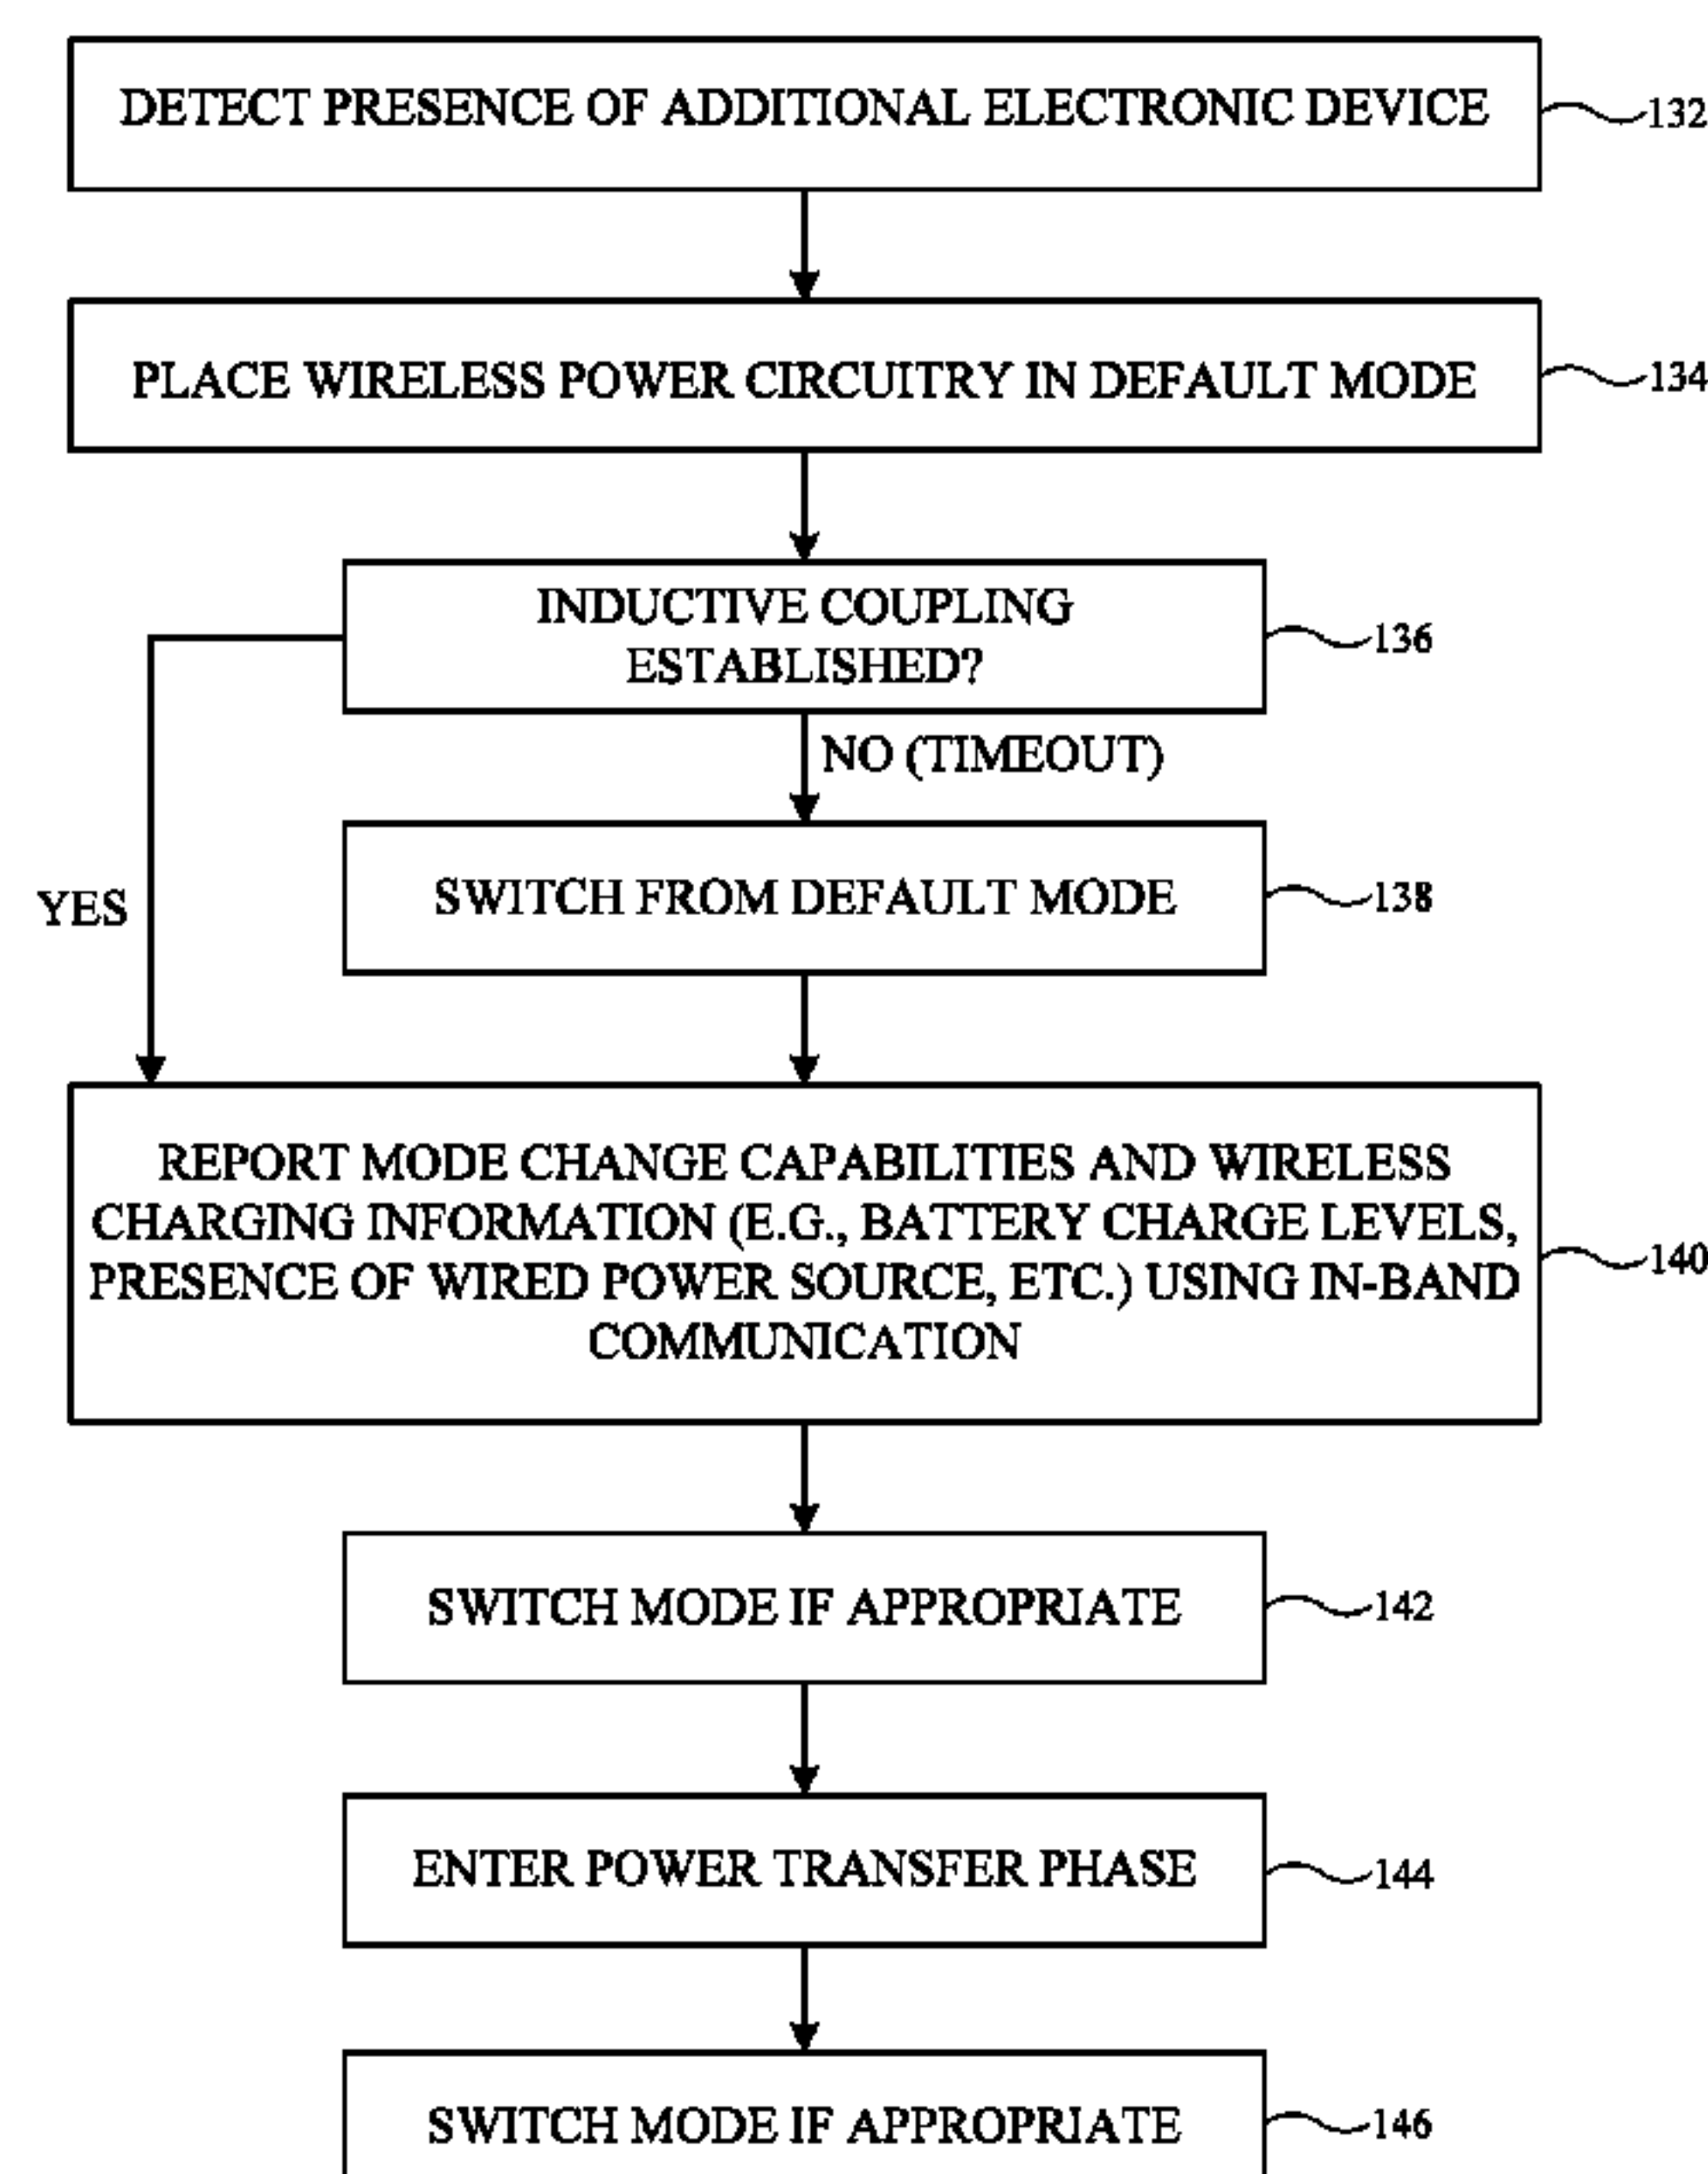 DETECT PRESENCE OF ADDITIONAL ELECTRONIC DEVICE
132
PLACE WIRELESS POWER CIRCUITRY IN DEFAULT MODE
134
INDUCTIVE COUPLING
ESTABLISHED?
136
NO (TIMEOUT)
YES
SWITCH FROM DEFAULT MODE
138
REPORT MODE CHANGE CAPABILITIES AND WIRELESS
CHARGING INFORMATION (E.G., BATTERY CHARGE LEVELS,
PRESENCE OF WIRED POWER SOURCE, ETC.) USING IN-BAND
COMMUNICATION
140
SWITCH MODE IF APPROPRIATE
142
ENTER POWER TRANSFER PHASE
144
SWITCH MODE IF APPROPRIATE
146